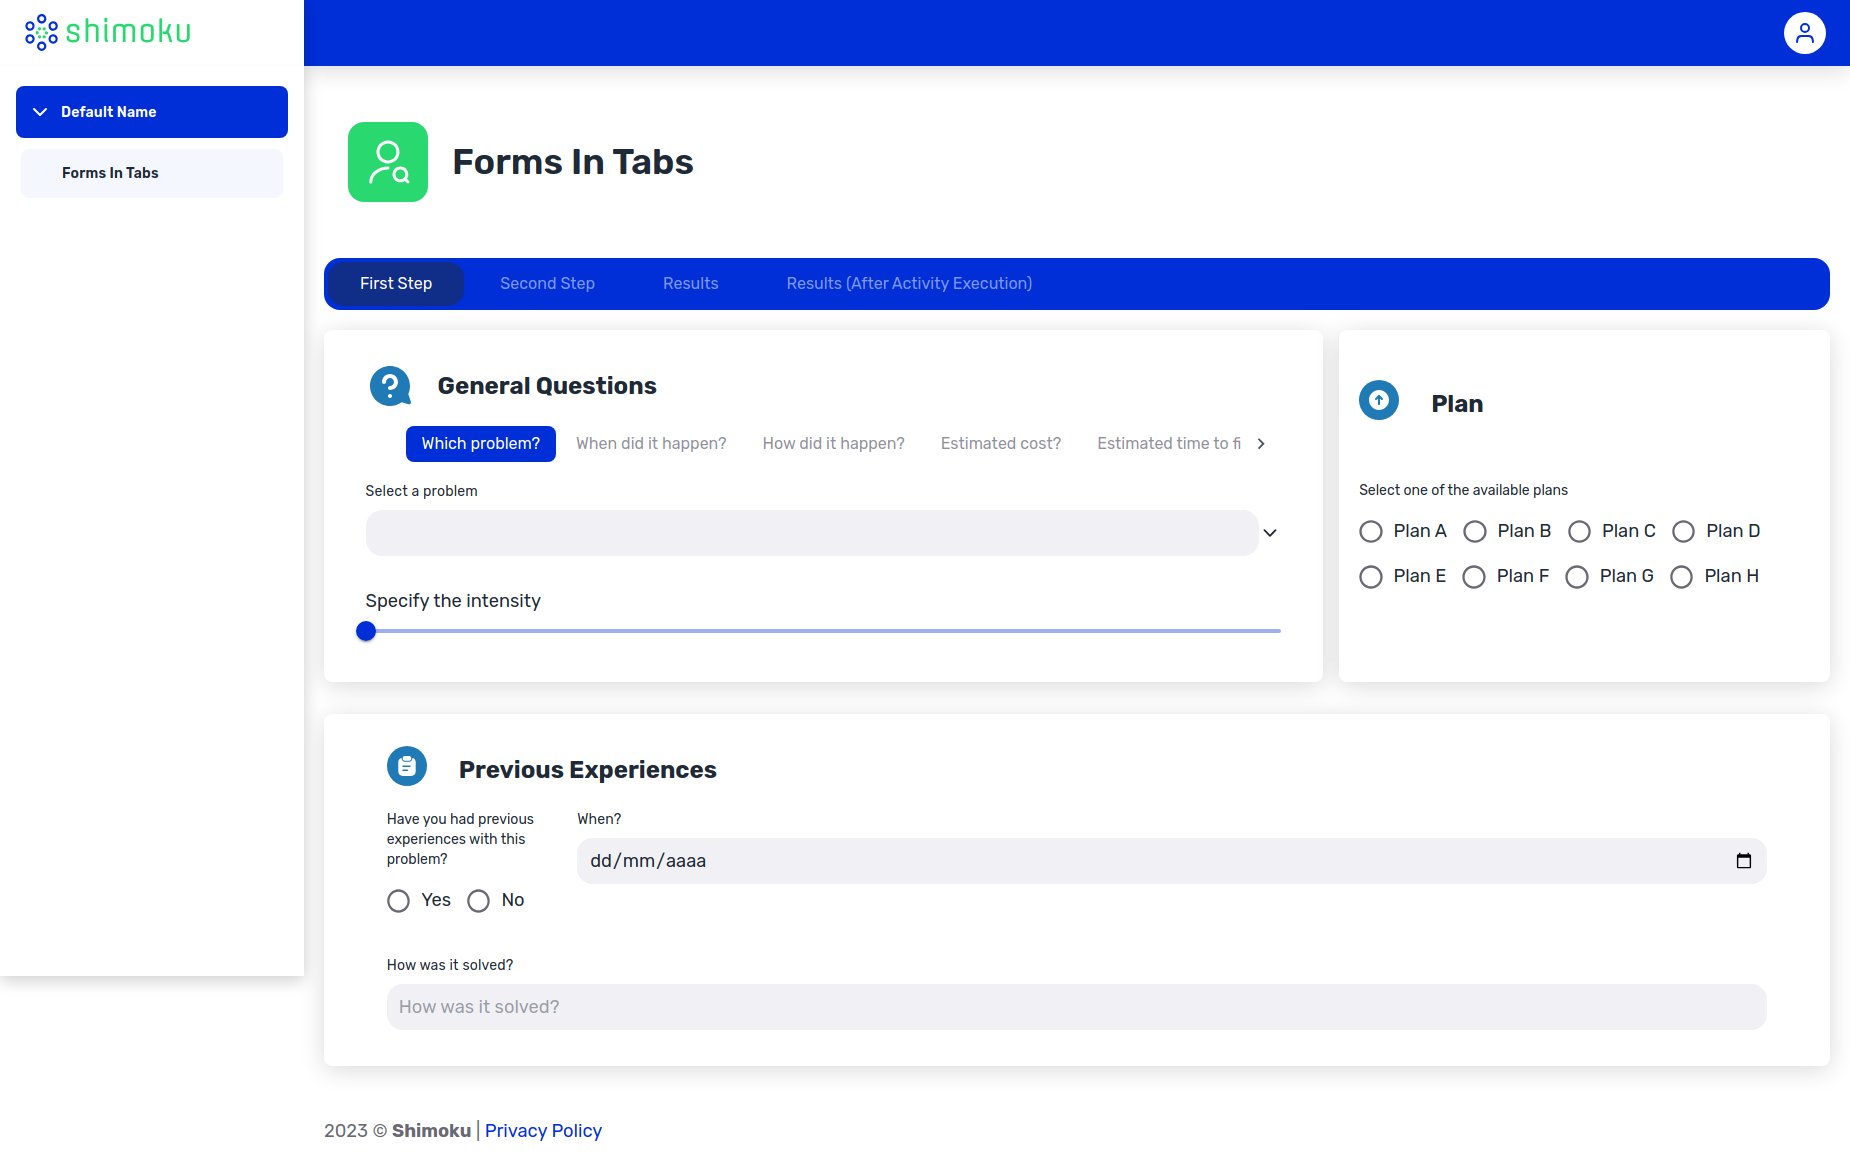 shimoku
Default Name
Forms In Tabs
Forms In Tabs
First Step
Second Step
Results
Results (After Activity Execution)
General Questions
Which problem?
When did it happen?
How did it happen?
Estimated cost?
Estimated time to fi
Select a problem
Specify the intensity
Plan
Select one of the available plans
Plan A
Plan B
Plan C
Plan D
Plan E
Plan F
Plan G
Plan H
Previous Experiences
Have you had previous
experiences with this
problem?
Yes
No
When?
dd/mm/aaaa
How was it solved?
How was it solved?
2023 © Shimoku | Privacy Policy